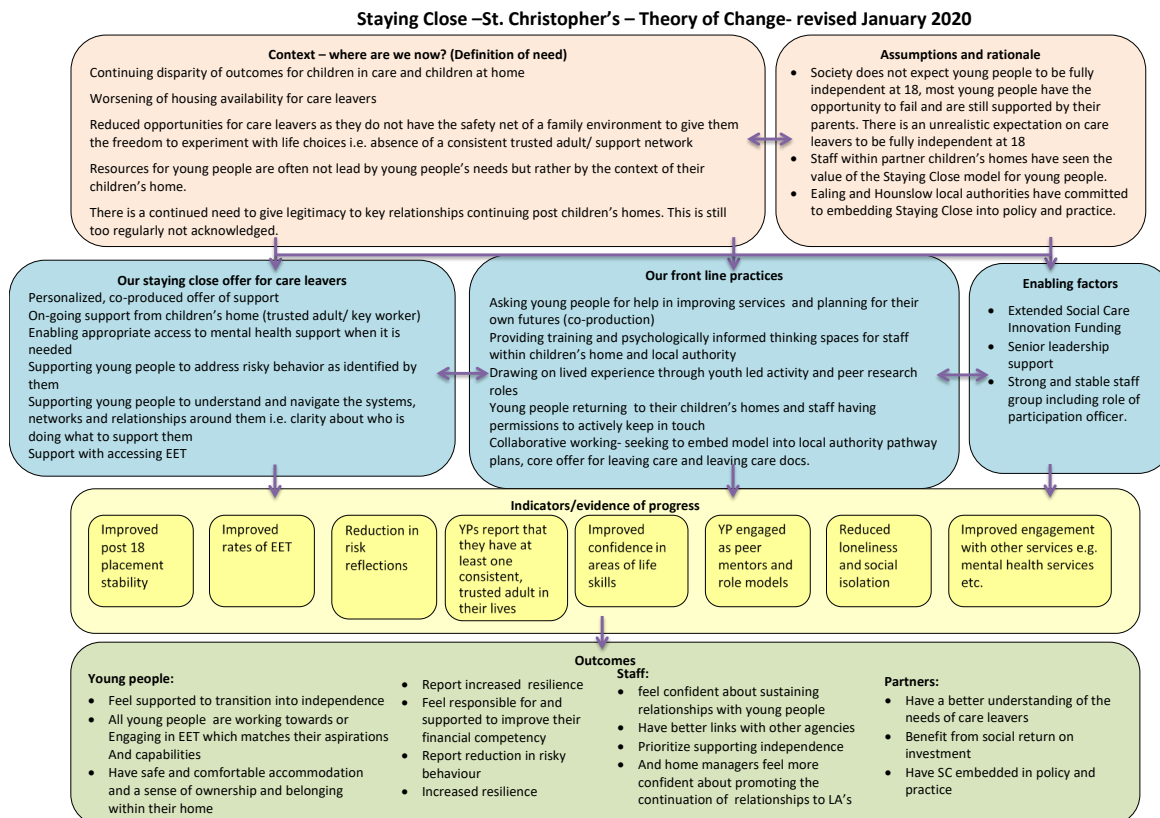 Staying Close –St. Christopher's – Theory of Change- revised January 2020
Context – where are we now? (Definition of need)
Continuing disparity of outcomes for children in care and children at home
Worsening of housing availability for care leavers
Reduced opportunities for care leavers as they do not have the safety net of a family environment to give them
the freedom to experiment with life choices i.e. absence of a consistent trusted adult/ support network
Resources for young people are often not lead by young people's needs but rather by the context of their
children's home.
There is a continued need to give legitimacy to key relationships continuing post children's homes. This is still
too regularly not acknowledged.
Assumptions and rationale
• Society does not expect young people to be fully
independent at 18, most young people have the
opportunity to fail and are still supported by their
parents. There is an unrealistic expectation on care
leavers to be fully independent at 18
• Staff within partner children's homes have seen the
value of the Staying Close model for young people.
• Ealing and Hounslow local authorities have committed
to embedding Staying Close into policy and practice.
Our staying close offer for care leavers
Personalized, co-produced offer of support
On-going support from children's home (trusted adult/ key worker)
Enabling appropriate access to mental health support when it is
needed
Supporting young people to address risky behavior as identified by
them
Supporting young people to understand and navigate the systems,
networks and relationships around them i.e. clarity about who is
doing what to support them
Support with accessing EET
Our front line practices
Asking young people for help in improving services and planning for their
own futures (co-production)
Providing training and psychologically informed thinking spaces for staff
within children's home and local authority
Drawing on lived experience through youth led activity and peer research
roles
Young people returning to their children's homes and staff having
permissions to actively keep in touch
Collaborative working- seeking to embed model into local authority pathway
plans, core offer for leaving care and leaving care docs.
Enabling factors
• Extended Social Care
Innovation Funding
• Senior leadership
support
• Strong and stable staff
group including role of
participation officer.
Indicators/evidence of progress
Improved
post 18
placement
stability
Improved
rates of EET
Reduction in
risk
reflections
YPs report that
they have at
least one
consistent,
trusted adult in
their lives
Improved
confidence in
areas of life
skills
YP engaged
as peer
mentors and
role models
Reduced
loneliness
and social
isolation
Improved engagement
with other services e.g.
mental health services
etc.
Outcomes
Young people:
• Feel supported to transition into independence
• All young people are working towards or
Engaging in EET which matches their aspirations
And capabilities
• Have safe and comfortable accommodation
and a sense of ownership and belonging
within their home
• Report increased resilience
• Feel responsible for and
supported to improve their
financial competency
• Report reduction in risky
behaviour
• Increased resilience
Staff:
• feel confident about sustaining
relationships with young people
• Have better links with other agencies
• Prioritize supporting independence
• And home managers feel more
confident about promoting the
continuation of relationships to LA's
Partners:
• Have a better understanding of the
needs of care leavers
• Benefit from social return on
investment
• Have SC embedded in policy and
practice